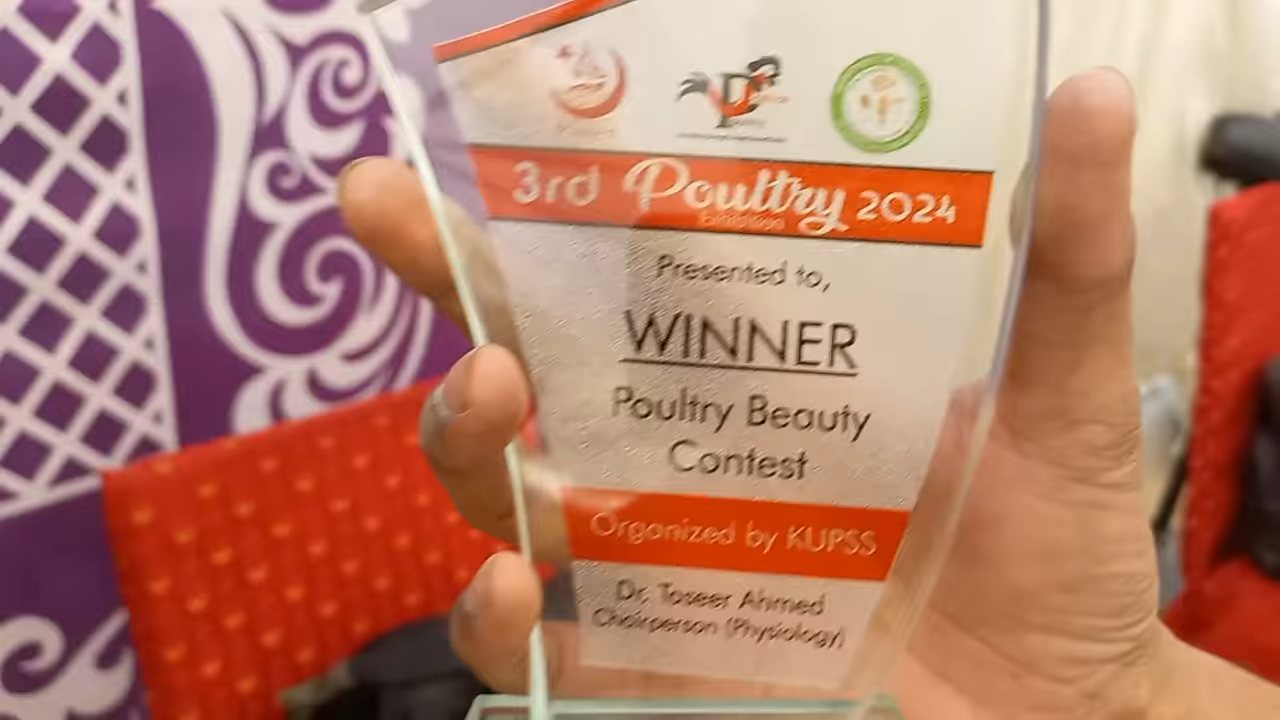 3rd Poultry 2024
Exhibition
Presented to,
WINNER
Poultry Beauty
Contest
Organized by KUPSS
Dr. Toseer Ahmed
Chairperson (Physiology)